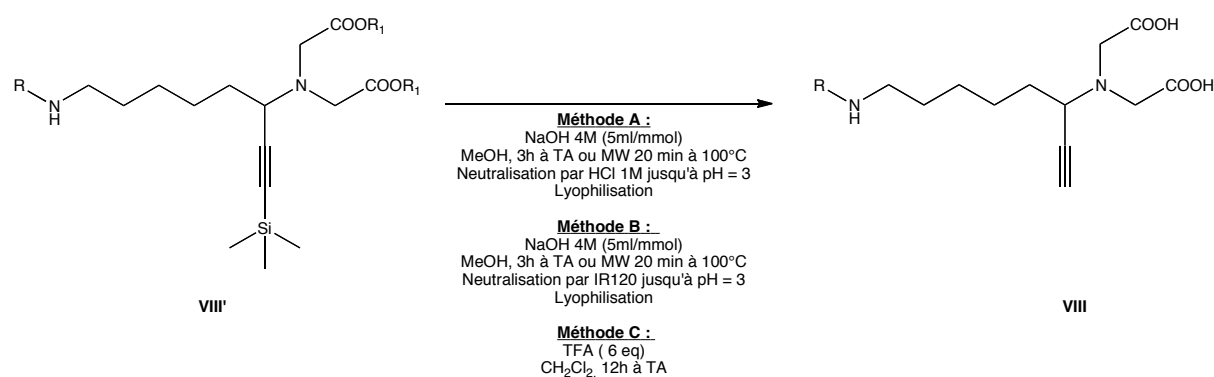 COOR1
COOR1
R
N
H
N
Si
VIII'
Méthode A :
NaOH 4M (5ml/mmol)
MeOH, 3h à TA ou MW 20 min à 100°C
Neutralisation par HCl 1M jusqu'à pH = 3
Lyophilisation
Méthode B :
NaOH 4M (5ml/mmol)
MeOH, 3h à TA ou MW 20 min à 100°C
Neutralisation par IR120 jusqu'à pH = 3
Lyophilisation
Méthode C :
TFA ( 6 eq)
CH2Cl2, 12h à TA
COOH
COOH
R
N
H
N
VIII